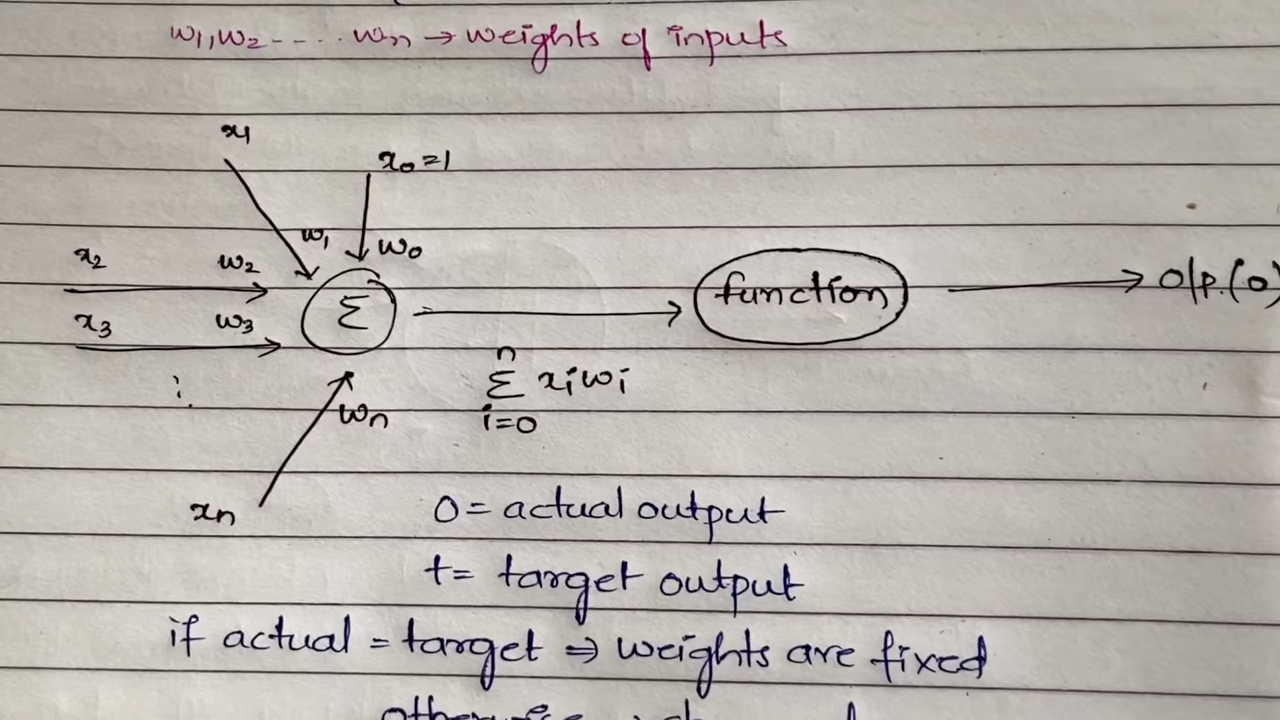 w1,w2 - - - . wn → weights of inputs
x1
x0 = 1
w1
w0
x2
w2
Σ
function
O/P. (O)
x3
w3
n
Σ xiwi
i=0
wn
xn
O = actual output
t = target output
if actual = target ⇒ weights are fixed
otherwise